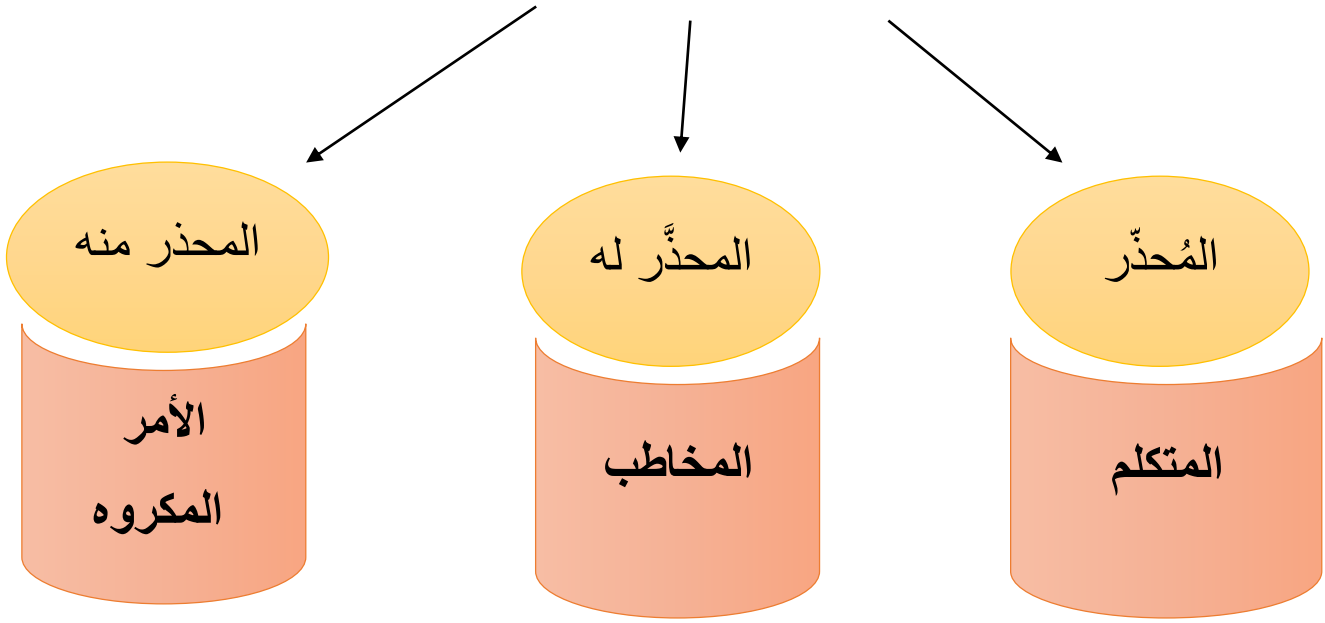 المُحذّر
المتكلم
المحذَّر له
المخاطب
المحذر منه
الأمر
المكروه